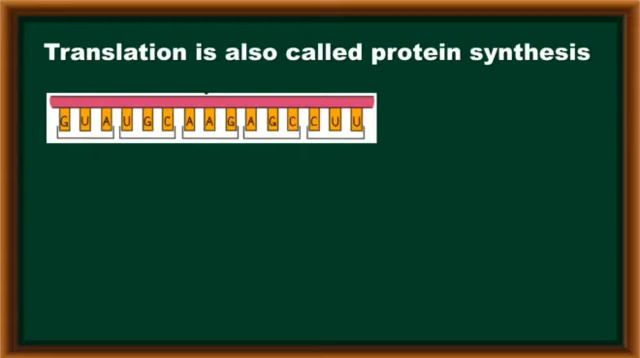 Translation is also called protein synthesis
G U A U G C A A G A G C C U U